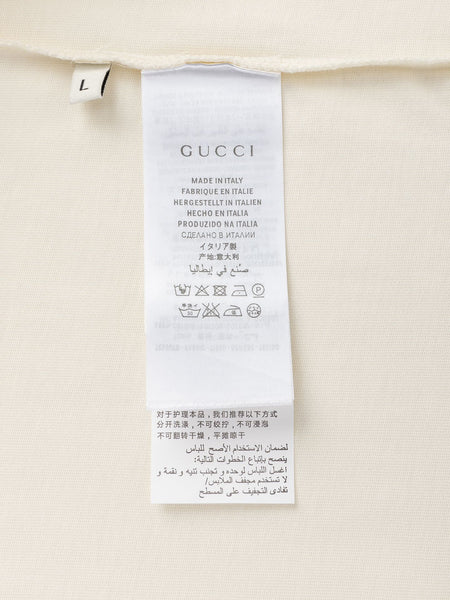 L
GUCCI
MADE IN ITALY
FABRIQUE EN ITALIE
HERGESTELLT IN ITALIEN
HECHO EN ITALIA
PRODUZIDO NA ITALIA
СДЕЛАНО В ИТАЛИИ
イタリア製
产地:意大利
صنع في إيطاليا
对于护理本品，我们推荐以下方式
分开洗涤，不可绞拧，不可浸泡
不可翻转干燥，平摊晾干
لضمان الاستخدام الأصح للباس
ينصح بإتباع الخطوات التالية:
اغسل اللباس لوحده و تجنب ثنيه و نقعة و
لا تستخدم مجفف الملابس/
تفادى التجفيف على المسطح